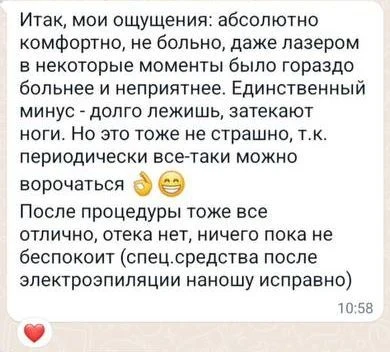 Итак, мои ощущения: абсолютно
комфортно, не больно, даже лазером
в некоторые моменты было гораздо
больнее и неприятнее. Единственный
минус - долго лежишь, затекают
ноги. Но это тоже не страшно, т.к.
периодически все-таки можно
ворочаться 👌😁
После процедуры тоже все
отлично, отека нет, ничего пока не
беспокоит (спец.средства после
электроэпиляции наношу исправно)
10:58